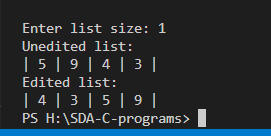 Enter list size: 1
Unedited list:
| 5 | 9 | 4 | 3 |
Edited list:
| 4 | 3 | 5 | 9 |
PS H:\SDA-C-programs>